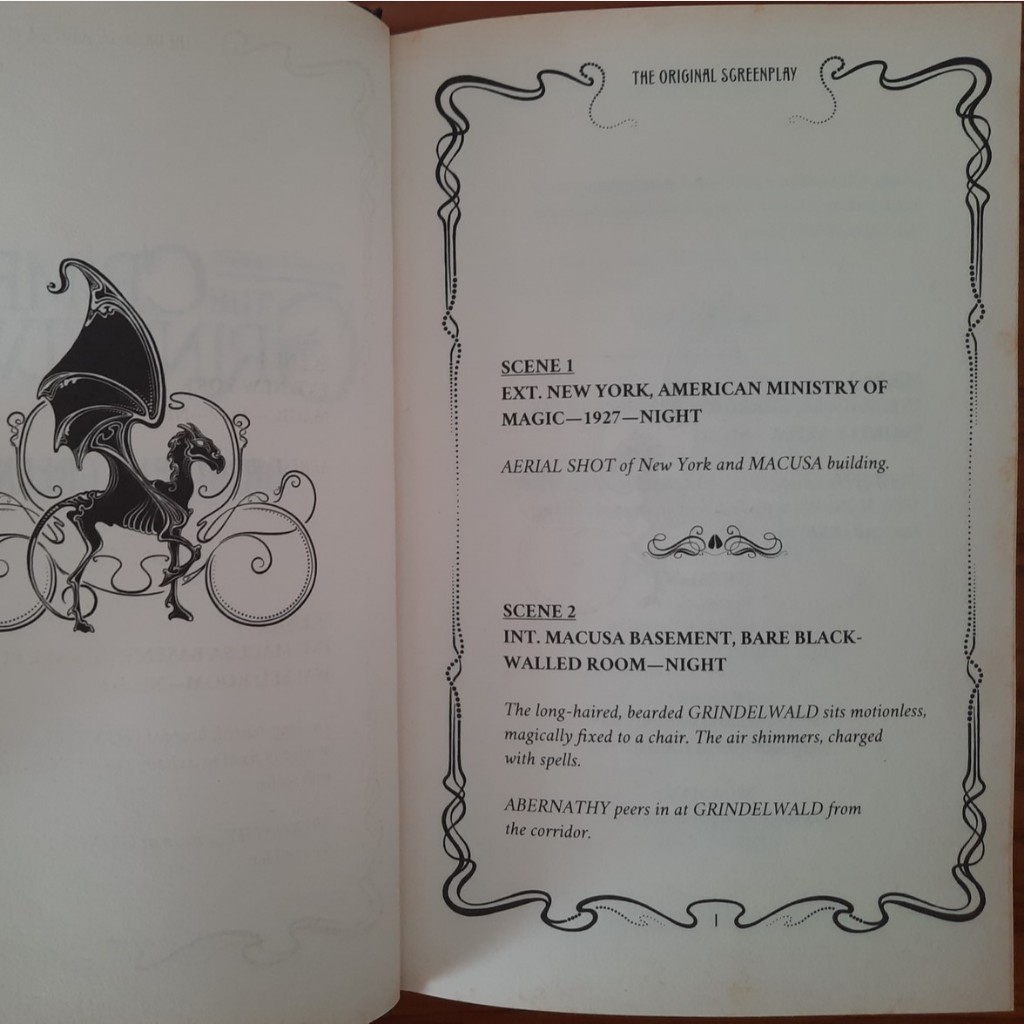 THE ORIGINAL SCREENPLAY
SCENE 1
EXT. NEW YORK, AMERICAN MINISTRY OF
MAGIC—1927—NIGHT
AERIAL SHOT of New York and MACUSA building.
SCENE 2
INT. MACUSA BASEMENT, BARE BLACK-
WALLED ROOM—NIGHT
The long-haired, bearded GRINDELWALD sits motionless,
magically fixed to a chair. The air shimmers, charged
with spells.
ABERNATHY peers in at GRINDELWALD from
the corridor.
1